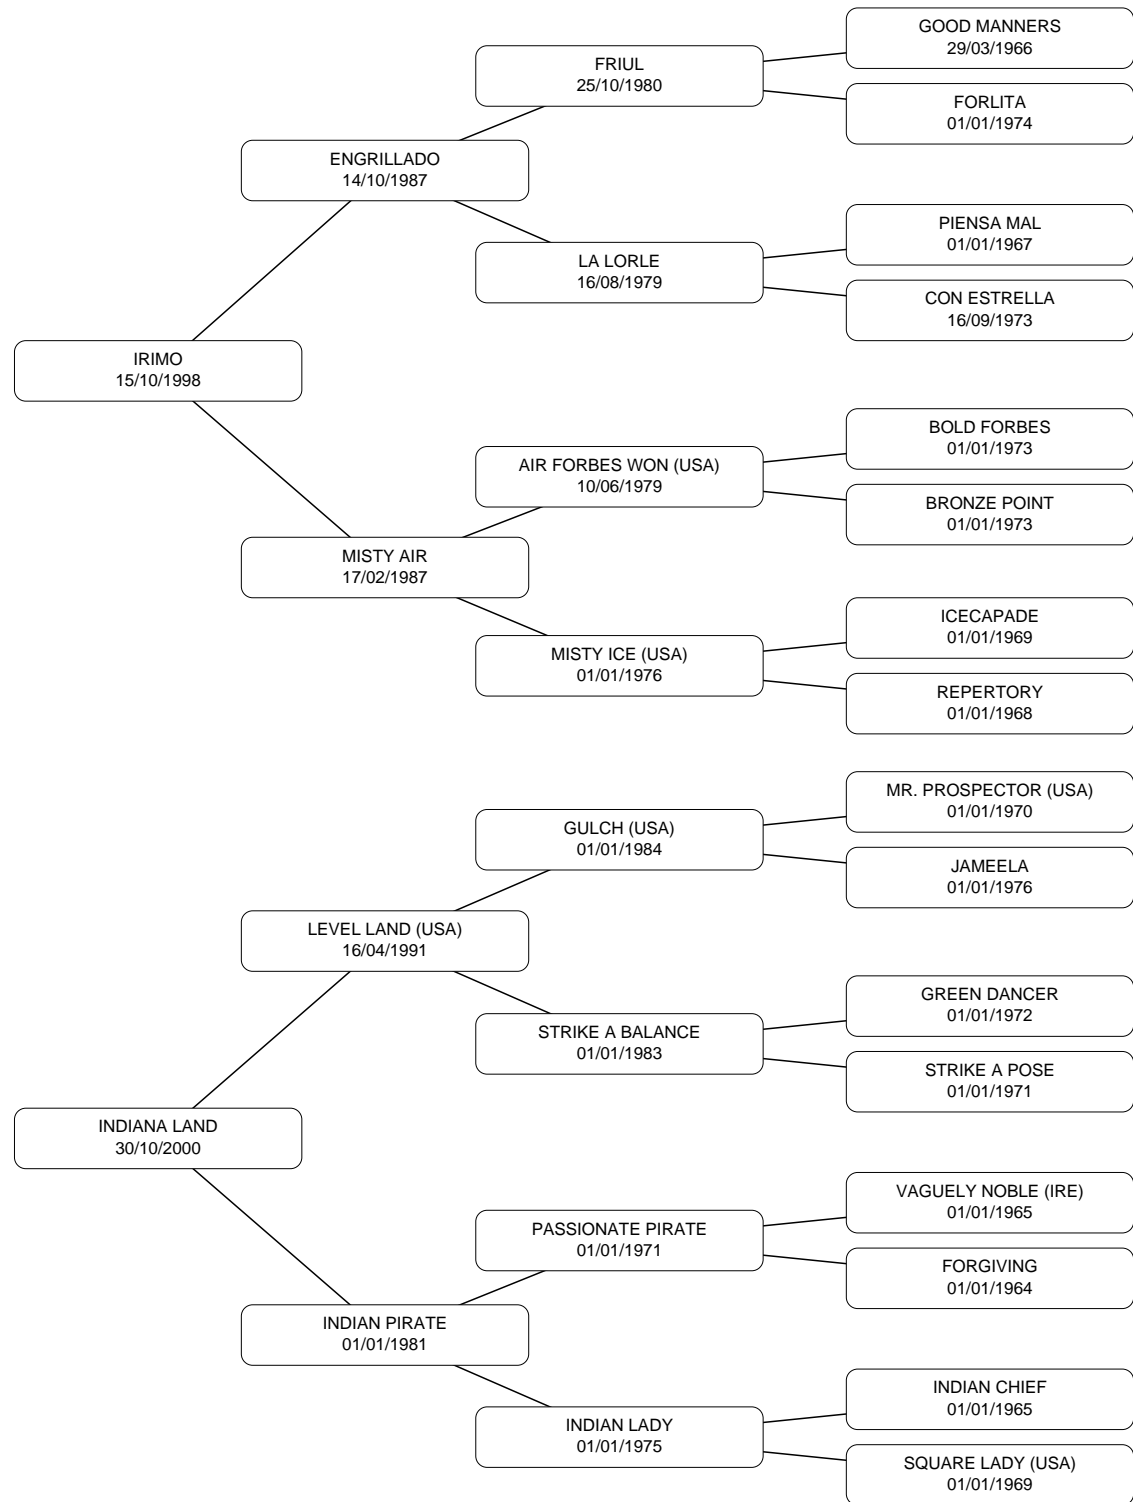 GOOD MANNERS
29/03/1966
FRIUL
25/10/1980
FORLITA
01/01/1974
ENGRILLADO
14/10/1987
PIENSA MAL
01/01/1967
LA LORLE
16/08/1979
CON ESTRELLA
16/09/1973
IRIMO
15/10/1998
BOLD FORBES
01/01/1973
AIR FORBES WON (USA)
10/06/1979
BRONZE POINT
01/01/1973
MISTY AIR
17/02/1987
ICECAPADE
01/01/1969
MISTY ICE (USA)
01/01/1976
REPERTORY
01/01/1968
MR. PROSPECTOR (USA)
01/01/1970
GULCH (USA)
01/01/1984
JAMEELA
01/01/1976
LEVEL LAND (USA)
16/04/1991
GREEN DANCER
01/01/1972
STRIKE A BALANCE
01/01/1983
STRIKE A POSE
01/01/1971
INDIANA LAND
30/10/2000
VAGUELY NOBLE (IRE)
01/01/1965
PASSIONATE PIRATE
01/01/1971
FORGIVING
01/01/1964
INDIAN PIRATE
01/01/1981
INDIAN CHIEF
01/01/1965
INDIAN LADY
01/01/1975
SQUARE LADY (USA)
01/01/1969